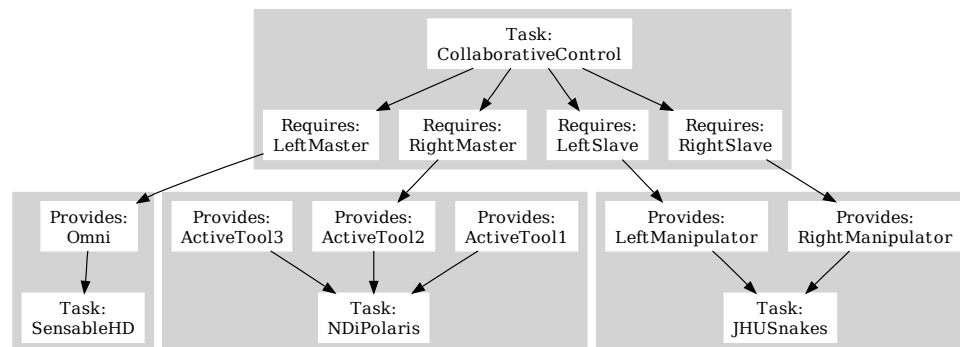 Task:
CollaborativeControl
Requires:
LeftMaster
Requires:
RightMaster
Requires:
LeftSlave
Requires:
RightSlave
Provides:
Omni
Provides:
ActiveTool3
Provides:
ActiveTool2
Provides:
ActiveTool1
Provides:
LeftManipulator
Provides:
RightManipulator
Task:
SensableHD
Task:
NDiPolaris
Task:
JHUSnakes